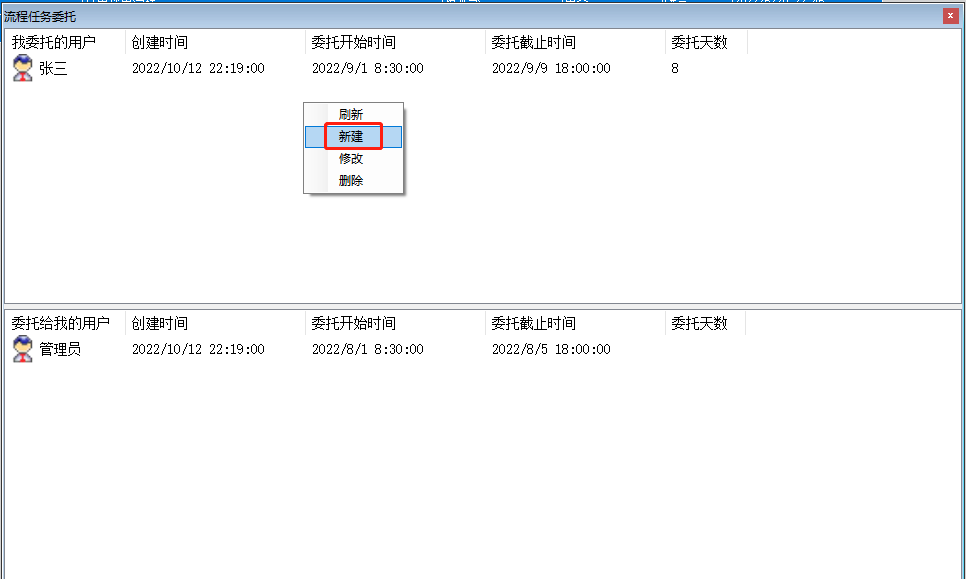 流程任务委托
我委托的用户 创建时间 委托开始时间 委托截止时间 委托天数
张三 2022/10/12 22:19:00 2022/9/1 8:30:00 2022/9/9 18:00:00 8
刷新
新建
修改
删除
委托给我的用户 创建时间 委托开始时间 委托截止时间 委托天数
管理员 2022/10/12 22:19:00 2022/8/1 8:30:00 2022/8/5 18:00:00